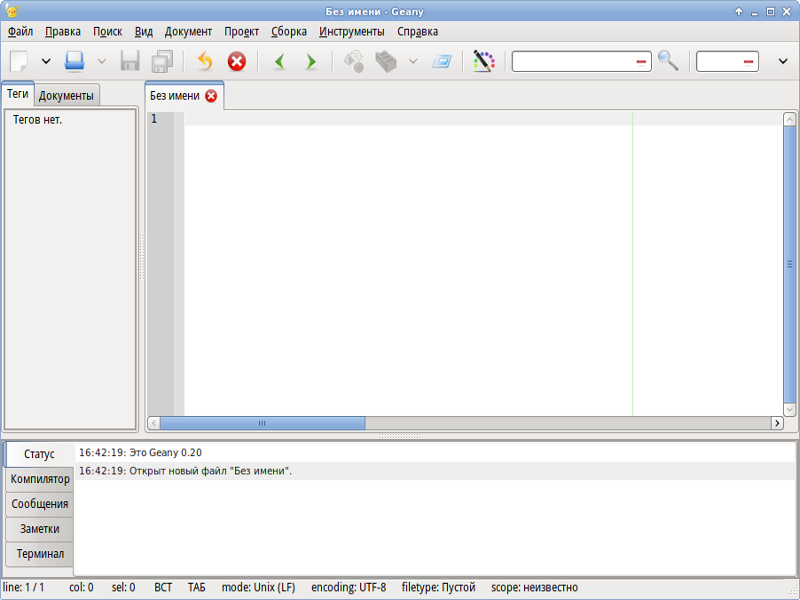 Без имени - Geany
Файл Правка Поиск Вид Документ Проект Сборка Инструменты Справка
Теги Документы
Без имени
Тегов нет.
1
Статус
Компилятор
Сообщения
Заметки
Терминал
16:42:19: Это Geany 0.20
16:42:19: Открыт новый файл "Без имени".
line: 1 / 1 col: 0 sel: 0 ВСТ ТАБ mode: Unix (LF) encoding: UTF-8 filetype: Пустой scope: неизвестно